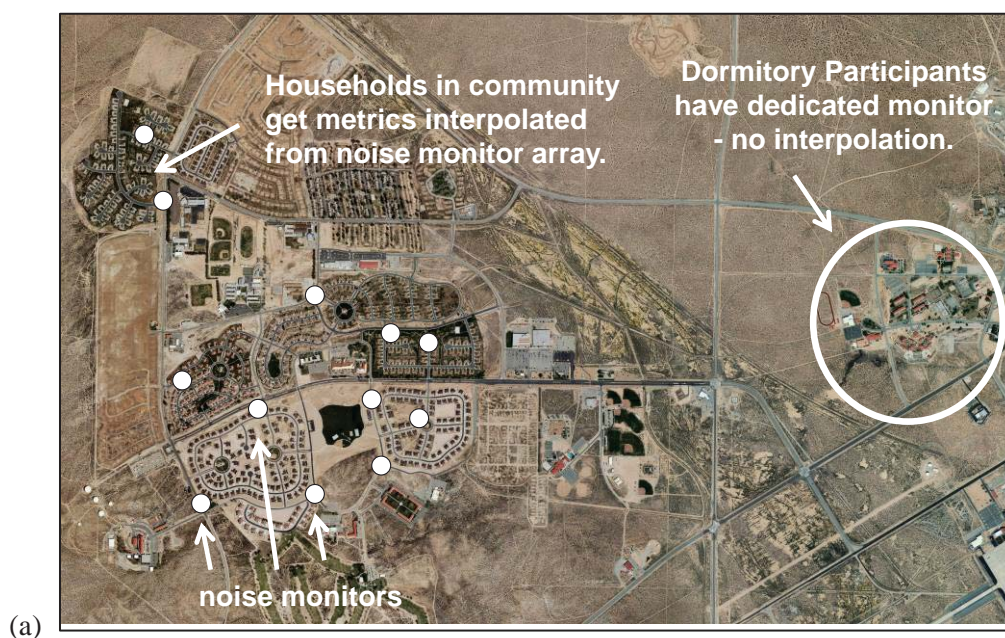 Households in community
get metrics interpolated
from noise monitor array.
Dormitory Participants
have dedicated monitor
- no interpolation.
noise monitors
(a)